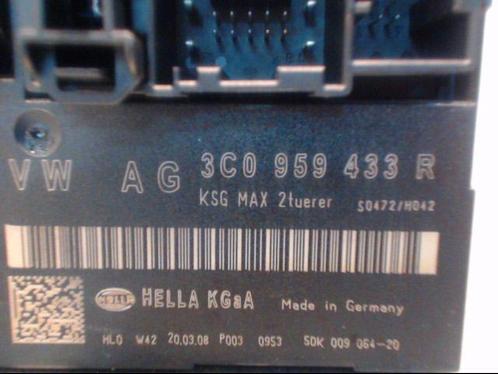 VW AG 3C0 959 433 R
KSG MAX 2tuerer S0472/H042
HELLA HELLA KGaA Made in Germany
HLO W42 20.03.08 P003 0953 5DK 009 064-20